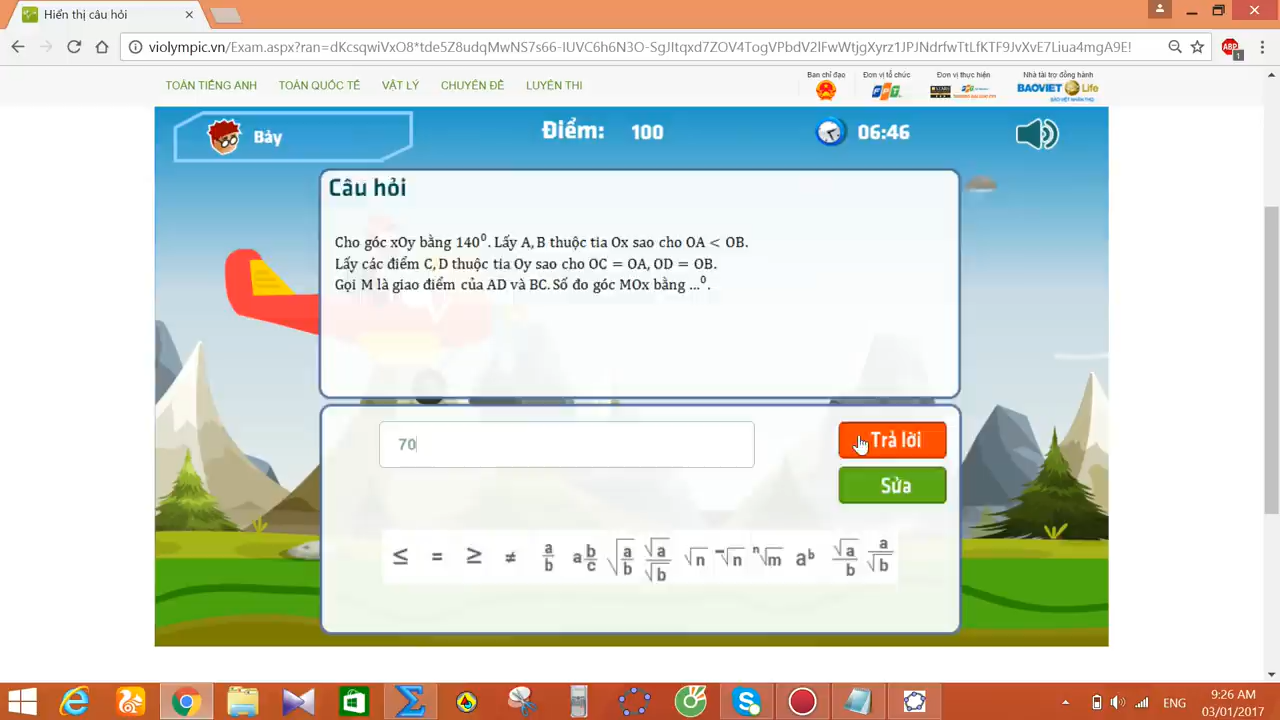 Hiển thị câu hỏi
violympic.vn/Exam.aspx?ran=dKcsqwiVxO8*tde5Z8udqMwNS7s66-IUVC6h6N3O-SgJItqxd7ZOV4TogVPbdV2lFwWtjgXyrz1JPJNdrfwTtLfKTF9JvXvE7Liua4mgA9E!
ABP
1
TOÁN TIẾNG ANH TOÁN QUỐC TẾ VẬT LÝ CHUYÊN ĐỀ LUYỆN THI
Ban chỉ đạo Đơn vị tổ chức Đơn vị thực hiện Nhà tài trợ đồng hành
FPT BAOVIET Life
Bảy Điểm: 100 06:46
Câu hỏi
Cho góc xOy bằng 140⁰. Lấy A, B thuộc tia Ox sao cho OA < OB.
Lấy các điểm C, D thuộc tia Oy sao cho OC = OA, OD = OB.
Gọi M là giao điểm của AD và BC. Số đo góc MOx bằng ...⁰.
70 Trả lời
Sửa
≤ = ≥ ≠ a/b a b/c √(a/b) √a/√b √n −√n ⁿ√m aᵇ √a/b a/√b
ENG
9:26 AM
03/01/2017